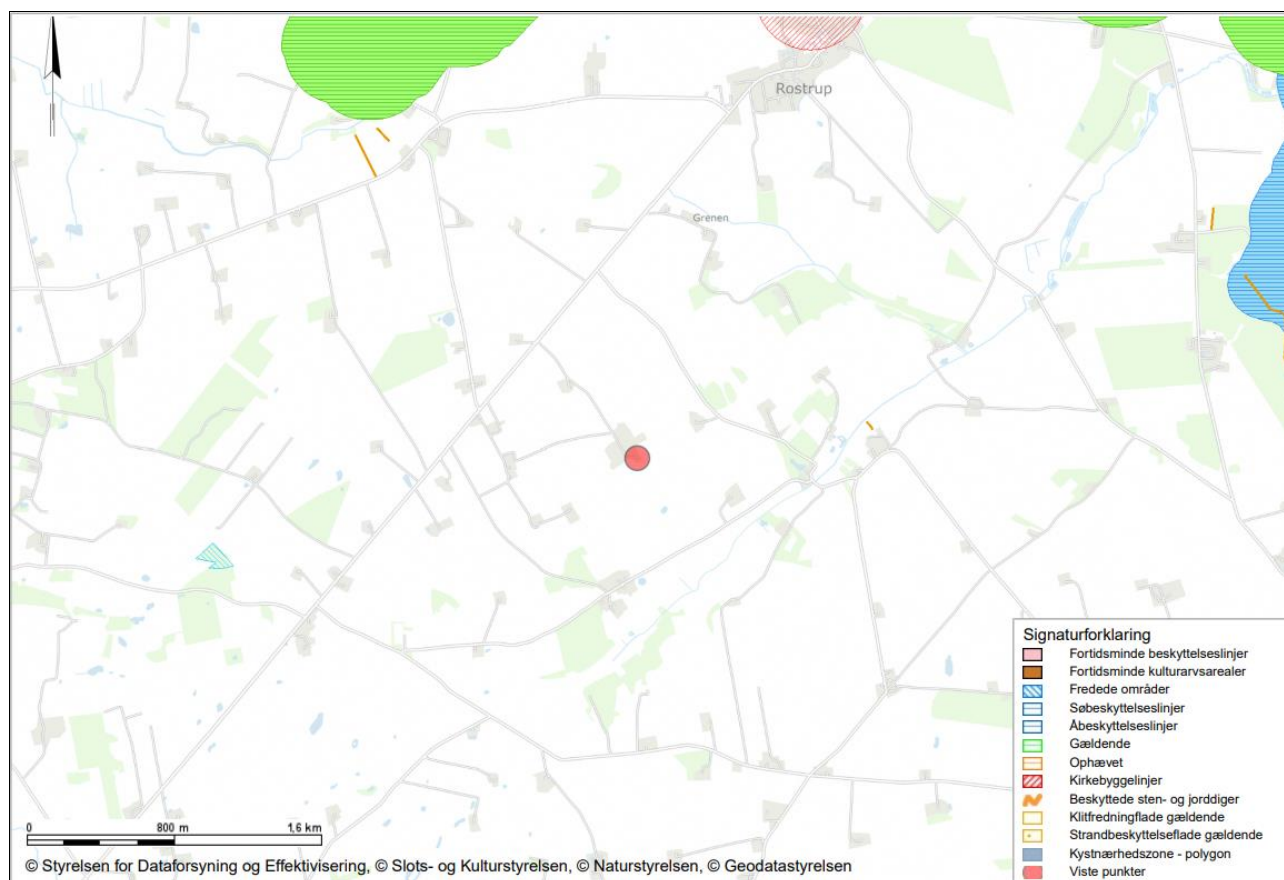 Rostrup
Grenen
Signaturforklaring
Fortidsminde beskyttelseslinjer
Fortidsminde kulturarvsarealer
Fredede områder
Søbeskyttelseslinjer
Åbeskyttelseslinjer
Gældende
Ophævet
Kirkebyggelinjer
Beskyttede sten- og jorddiger
Klitfredningflade gældende
Strandbeskyttelseflade gældende
Kystnærhedszone - polygon
Viste punkter
0 800 m 1,6 km
© Styrelsen for Dataforsyning og Effektivisering, © Slots- og Kulturstyrelsen, © Naturstyrelsen, © Geodatastyrelsen